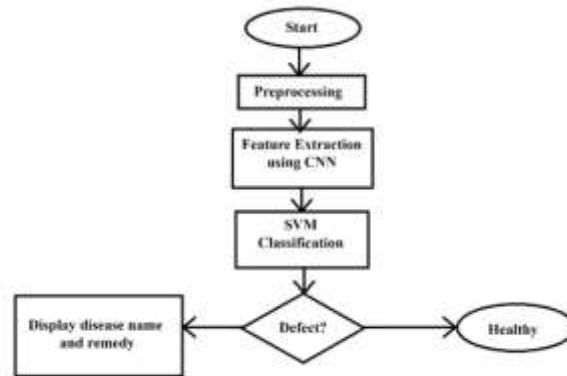 Start
Preprocessing
Feature Extraction
using CNN
SVM
Classification
Display disease name
and remedy
Defect?
Healthy